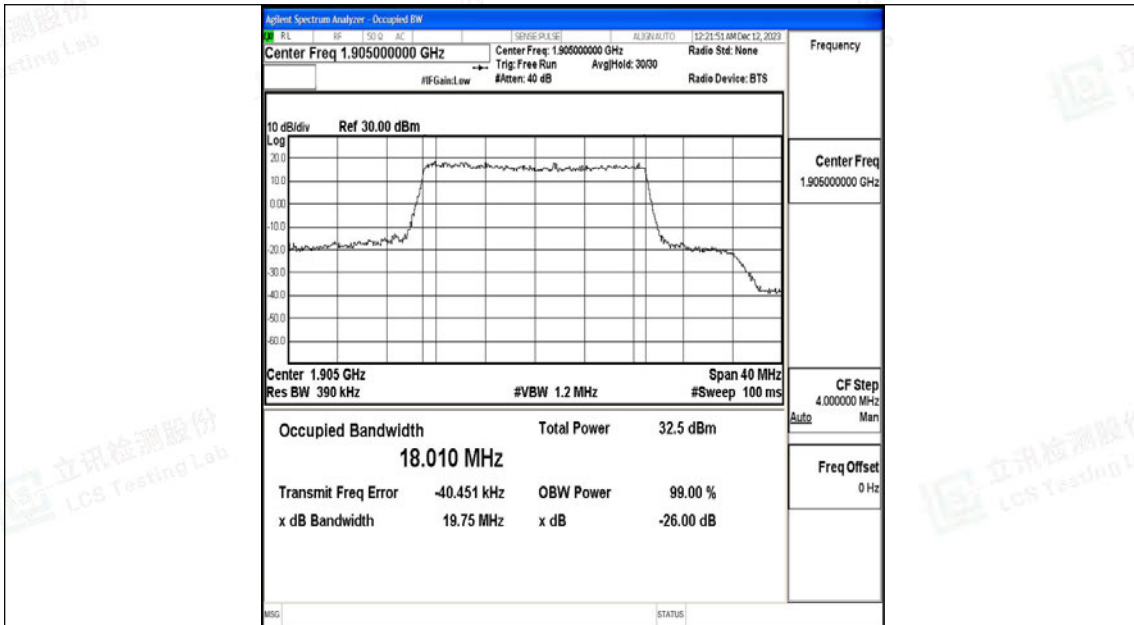 Agilent Spectrum Analyzer - Occupied BW
RL RF 50 Ω AC SENSE:PULSE ALIGN AUTO 12:21:51 AM Dec 12, 2023
Center Freq 1.905000000 GHz
Center Freq: 1.905000000 GHz
Radio Std: None
Trig: Free Run Avg|Hold: 30/30
#IFGain:Low #Atten: 40 dB Radio Device: BTS
Frequency
10 dB/div Ref 30.00 dBm
Log
20.0
10.0
0.00
-10.0
-20.0
-30.0
-40.0
-50.0
-60.0
Center 1.905 GHz Span 40 MHz
Res BW 390 kHz #VBW 1.2 MHz #Sweep 100 ms
Center Freq
1.905000000 GHz
CF Step
4.000000 MHz
Auto Man
Freq Offset
0 Hz
Occupied Bandwidth Total Power 32.5 dBm
18.010 MHz
Transmit Freq Error -40.451 kHz OBW Power 99.00 %
x dB Bandwidth 19.75 MHz x dB -26.00 dB
MSG STATUS
立讯检测股份
LCS Testing Lab
立讯检测股份
LCS Testing Lab